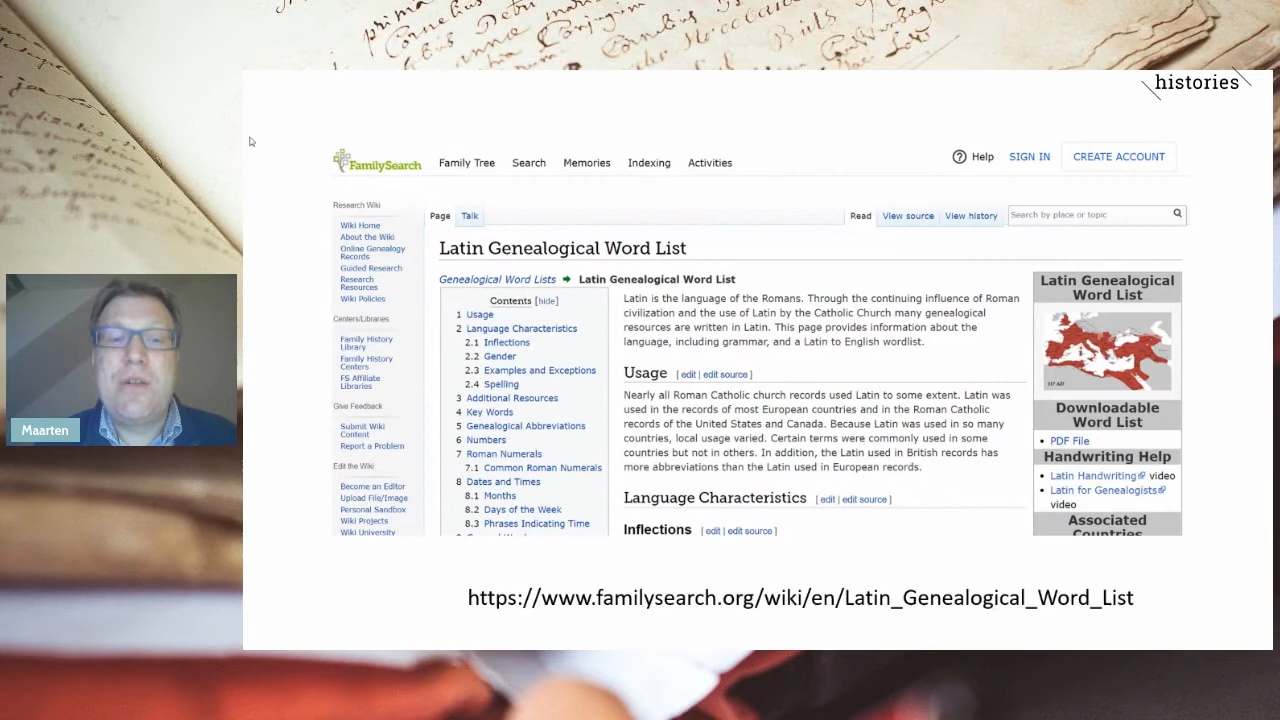 histories
FamilySearch
Family Tree Search Memories Indexing Activities
Help SIGN IN CREATE ACCOUNT
Research Wiki
Wiki Home
About the Wiki
Online Genealogy
Records
Guided Research
Research
Resources
Wiki Policies
Centers/Libraries
Family History
Library
Family History
Centers
FS Affiliate
Libraries
Give Feedback
Submit Wiki
Content
Report a Problem
Edit the Wiki
Become an Editor
Upload File/Image
Personal Sandbox
Wiki Projects
Wiki University
Page Talk
Read View source View history
Search by place or topic
Latin Genealogical Word List
Genealogical Word Lists Latin Genealogical Word List
Contents [hide]
1 Usage
2 Language Characteristics
2.1 Inflections
2.2 Gender
2.3 Examples and Exceptions
2.4 Spelling
3 Additional Resources
4 Key Words
5 Genealogical Abbreviations
6 Numbers
7 Roman Numerals
7.1 Common Roman Numerals
8 Dates and Times
8.1 Months
8.2 Days of the Week
8.3 Phrases Indicating Time
Latin is the language of the Romans. Through the continuing influence of Roman
civilization and the use of Latin by the Catholic Church many genealogical
resources are written in Latin. This page provides information about the
language, including grammar, and a Latin to English wordlist.
Usage [ edit | edit source ]
Nearly all Roman Catholic church records used Latin to some extent. Latin was
used in the records of most European countries and in the Roman Catholic
records of the United States and Canada. Because Latin was used in so many
countries, local usage varied. Certain terms were commonly used in some
countries but not in others. In addition, the Latin used in British records has
more abbreviations than the Latin used in European records.
Language Characteristics [ edit | edit source ]
Inflections [ edit | edit source ]
Latin Genealogical
Word List
117 AD
Downloadable
Word List
• PDF File
Handwriting Help
• Latin Handwriting video
• Latin for Genealogists
video
Associated
Countries
https://www.familysearch.org/wiki/en/Latin_Genealogical_Word_List
Maarten